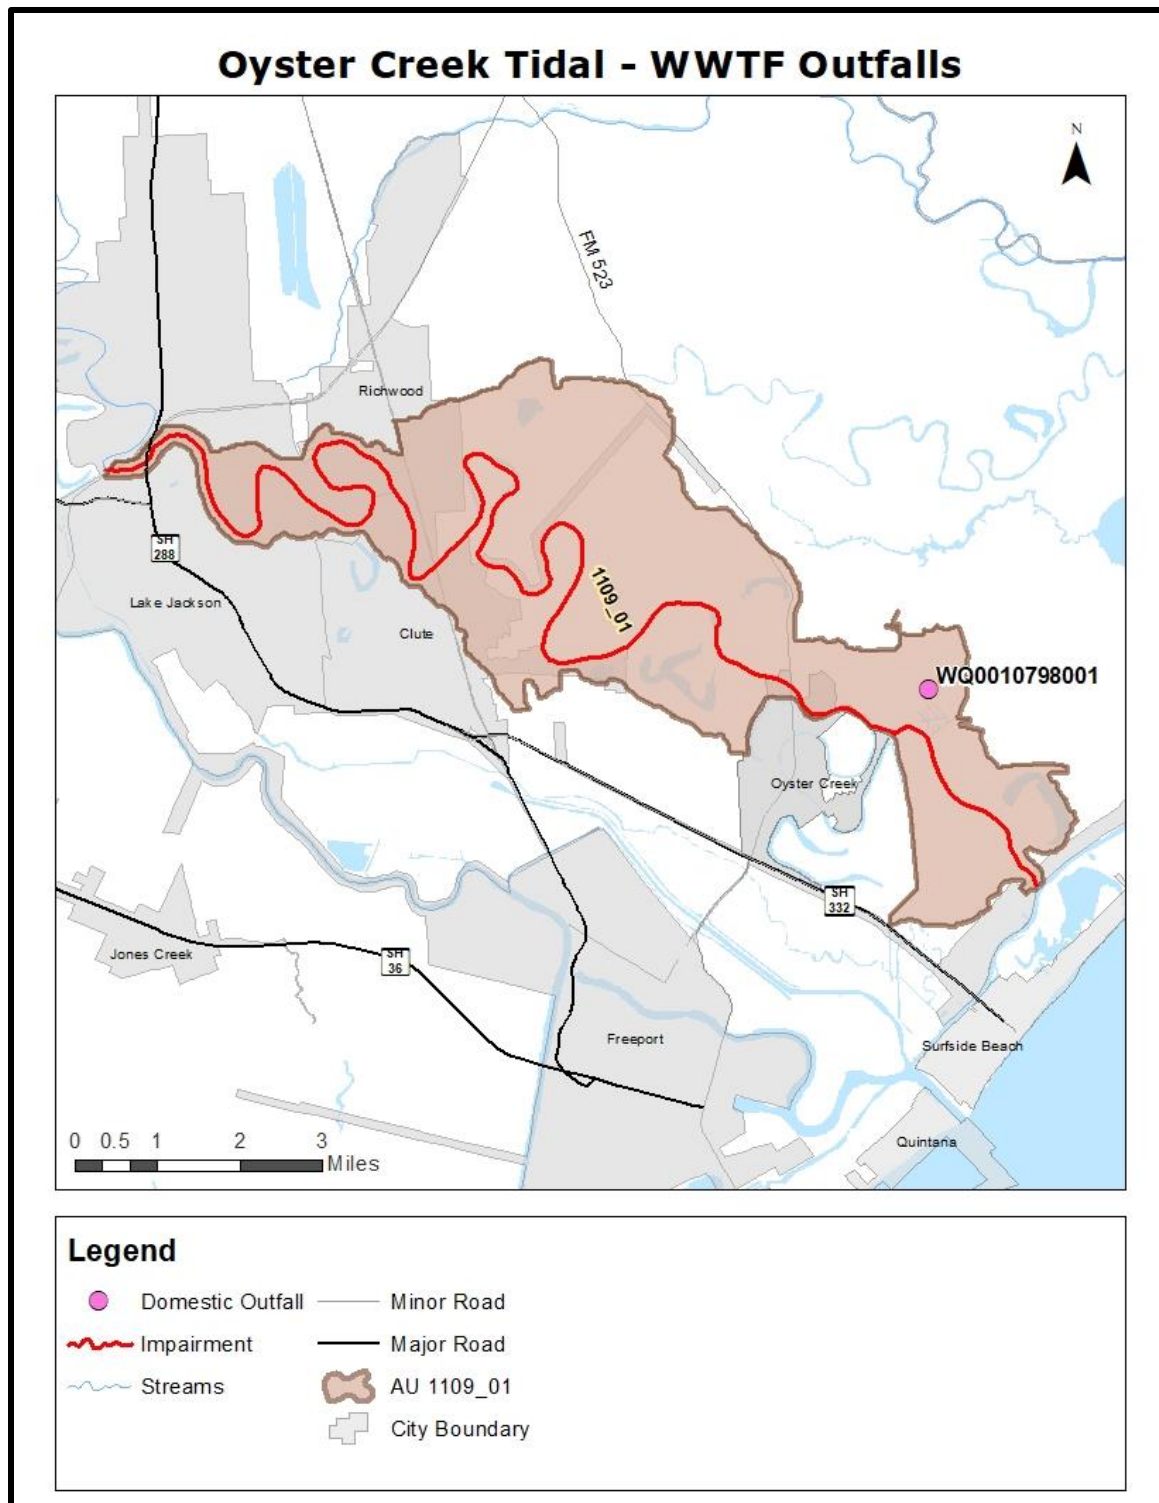 Oyster Creek Tidal - WWTF Outfalls
N
FM 523
Richwood
SH
288
Lake Jackson
Clute
1109_01
WQ0010798001
Oyster Creek
SH
332
Jones Creek
SH
36
Freeport
Surfside Beach
Quintana
0 0.5 1 2 3
Miles
Legend
Domestic Outfall
Minor Road
Impairment
Major Road
Streams
AU 1109_01
City Boundary